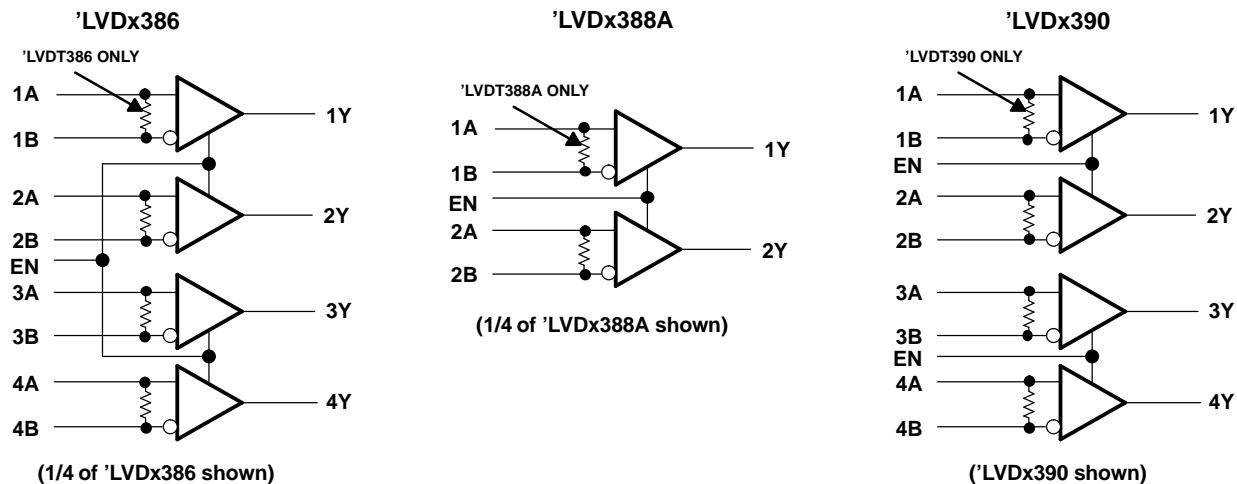 'LVDx386
'LVDT386 ONLY
1A
1Y
1B
2A
2Y
2B
EN
3A
3Y
3B
4A
4Y
4B
(1/4 of 'LVDx386 shown)
'LVDx388A
'LVDT388A ONLY
1A
1Y
1B
EN
2A
2Y
2B
(1/4 of 'LVDx388A shown)
'LVDx390
'LVDT390 ONLY
1A
1Y
1B
EN
2A
2Y
2B
3A
3Y
3B
EN
4A
4Y
4B
('LVDx390 shown)